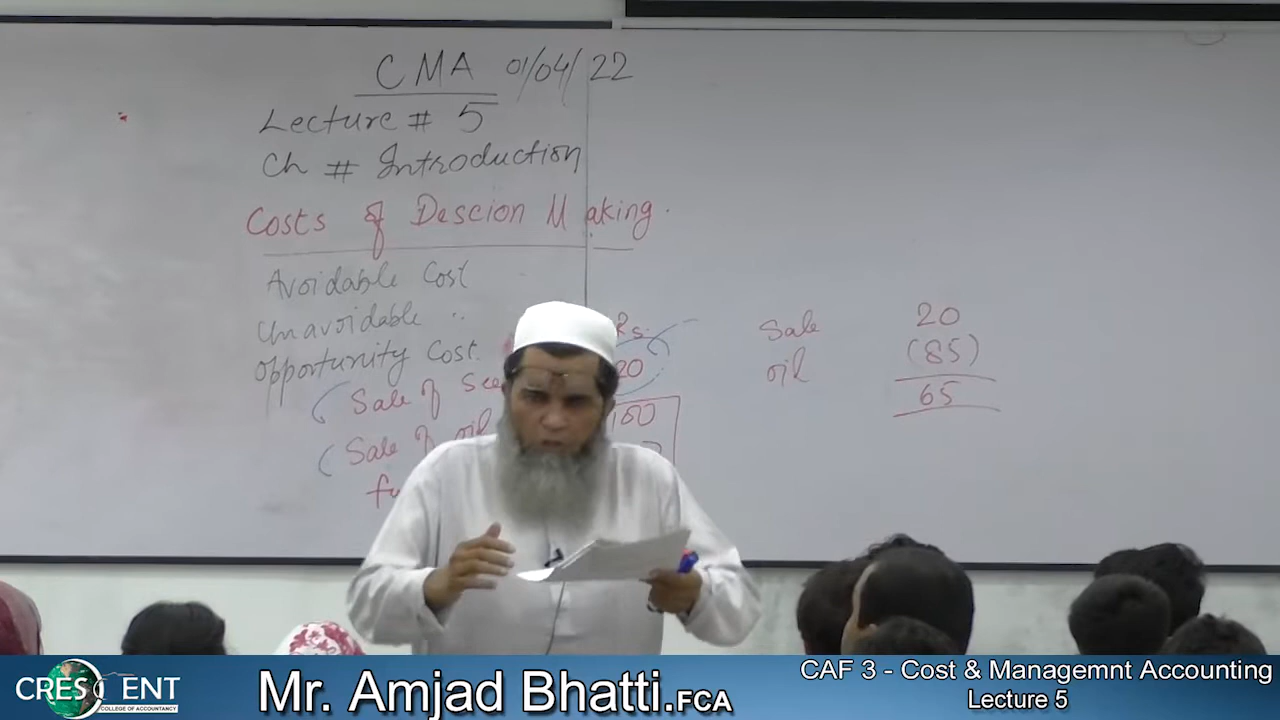 CMA 01/04/22
Lecture # 5
Ch # Introduction
Costs of Descion Making.
Avoidable Cost
Unavoidable "
Opportunity Cost.
Rs.
Sale of 20
Sale of oil 100
Sale 20
oil (85)
65
CRESCENT
COLLEGE OF ACCOUNTANCY
Mr. Amjad Bhatti.FCA
CAF 3 - Cost & Managemnt Accounting
Lecture 5